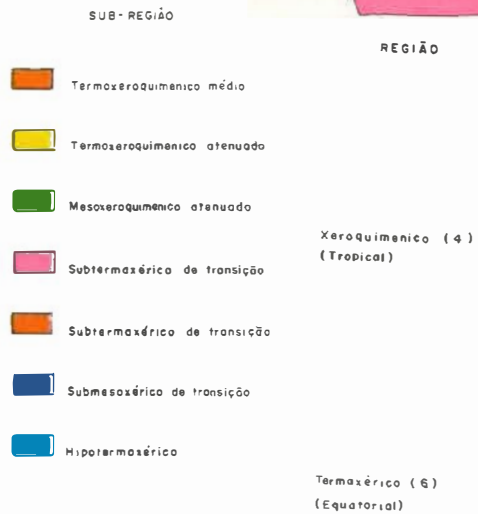 SUB-REGIÃO
REGIÃO
Termoxeroquimenico médio
Termoxeroquimenico atenuado
Mesoxeroquimenico atenuado
Xeroquimenico (4)
(Tropical)
Subtermaxérico de transição
Subtermaxérico de transição
Submesoxérico de transição
Hipotermaxérico
Termaxérico (6)
(Equatorial)